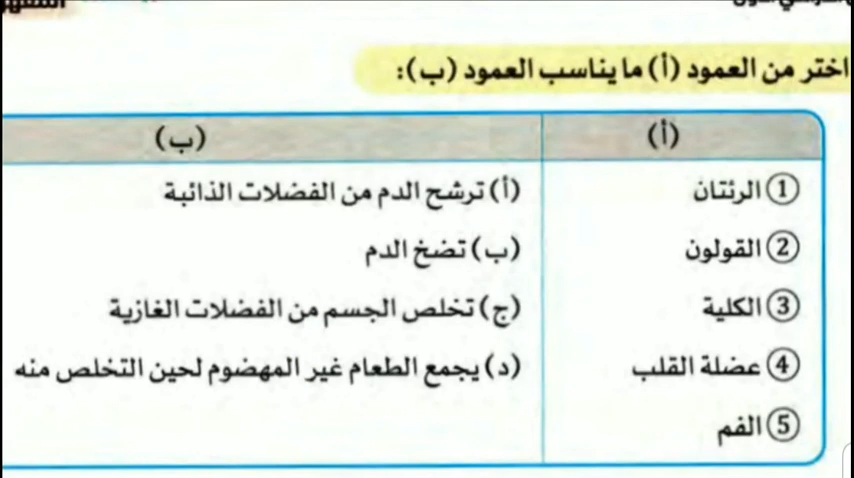 اختر من العمود (أ) ما يناسب العمود (ب):
(أ) (ب)
① الرئتان (أ) ترشح الدم من الفضلات الذائبة
② القولون (ب) تضخ الدم
③ الكلية (ج) تخلص الجسم من الفضلات الغازية
④ عضلة القلب (د) يجمع الطعام غير المهضوم لحين التخلص منه
⑤ الفم